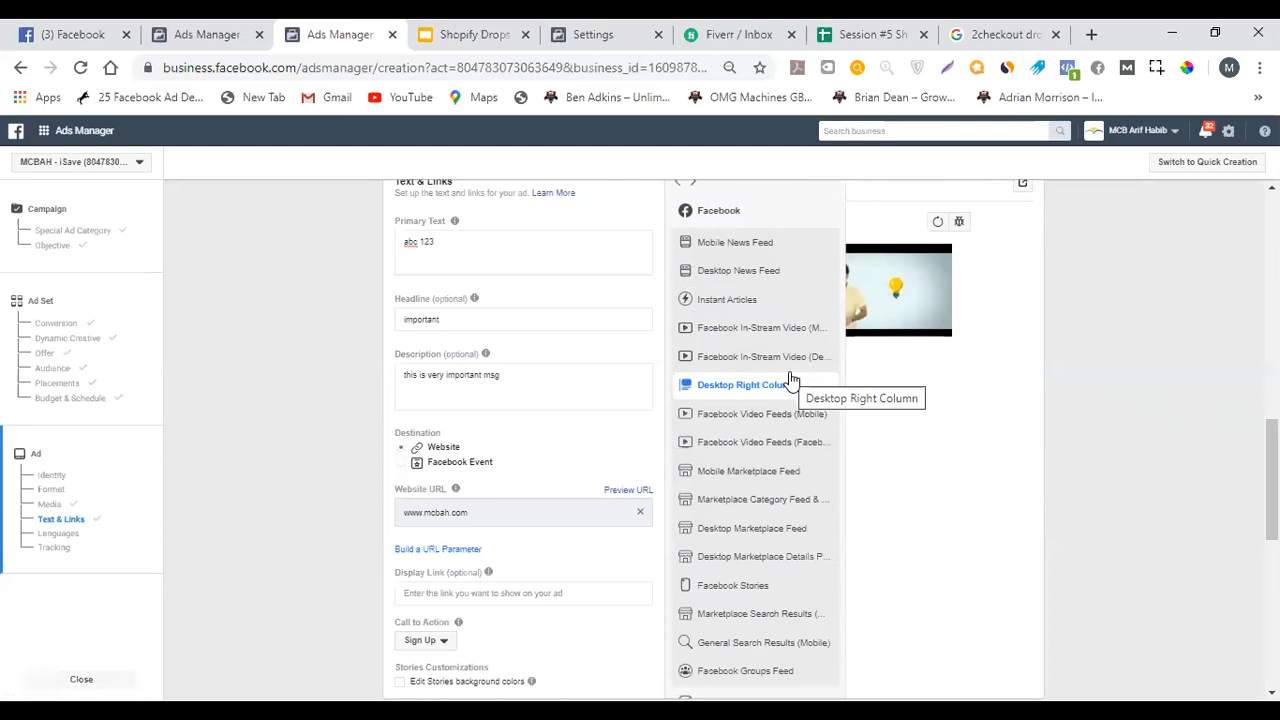 (3) Facebook
Ads Manager
Ads Manager
Shopify Drops
Settings
Fiverr / Inbox
Session #5 Sh
2checkout dro
business.facebook.com/adsmanager/creation?act=804783073063649&business_id=1609878...
M
Apps
25 Facebook Ad De...
New Tab
Gmail
YouTube
Maps
Ben Adkins – Unlim...
OMG Machines GB...
Brian Dean – Grow...
Adrian Morrison – I...
Ads Manager
Search business
MCB Arif Habib
32
MCBAH - iSave (8047830...
Switch to Quick Creation
Campaign
Special Ad Category
Objective
Ad Set
Conversion
Dynamic Creative
Offer
Audience
Placements
Budget & Schedule
Ad
Identity
Format
Media
Text & Links
Languages
Tracking
Close
Text & Links
Set up the text and links for your ad. Learn More
Primary Text
abc 123
Headline (optional)
important
Description (optional)
this is very important msg
Destination
Website
Facebook Event
Website URL
Preview URL
www.mcbah.com
Build a URL Parameter
Display Link (optional)
Enter the link you want to show on your ad
Call to Action
Sign Up
Stories Customizations
Edit Stories background colors
Facebook
Mobile News Feed
Desktop News Feed
Instant Articles
Facebook In-Stream Video (M...
Facebook In-Stream Video (De...
Desktop Right Colu
Desktop Right Column
Facebook Video Feeds (Mobile)
Facebook Video Feeds (Faceb...
Mobile Marketplace Feed
Marketplace Category Feed & ...
Desktop Marketplace Feed
Desktop Marketplace Details P...
Facebook Stories
Marketplace Search Results (...
General Search Results (Mobile)
Facebook Groups Feed